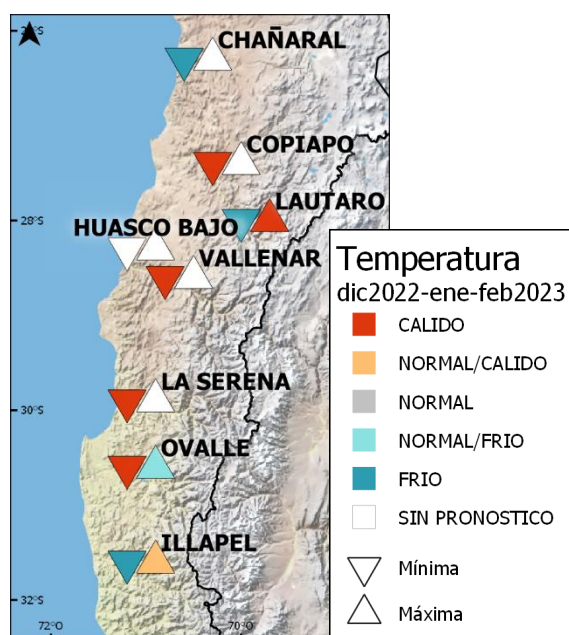 CHAÑARAL
COPIAPO
28°S
LAUTARO
HUASCO BAJO
VALLENAR
LA SERENA
30°S
OVALLE
ILLAPEL
32°S
72°O
70°O
Temperatura
dic2022-ene-feb2023
CALIDO
NORMAL/CALIDO
NORMAL
NORMAL/FRIO
FRIO
SIN PRONOSTICO
Mínima
Máxima